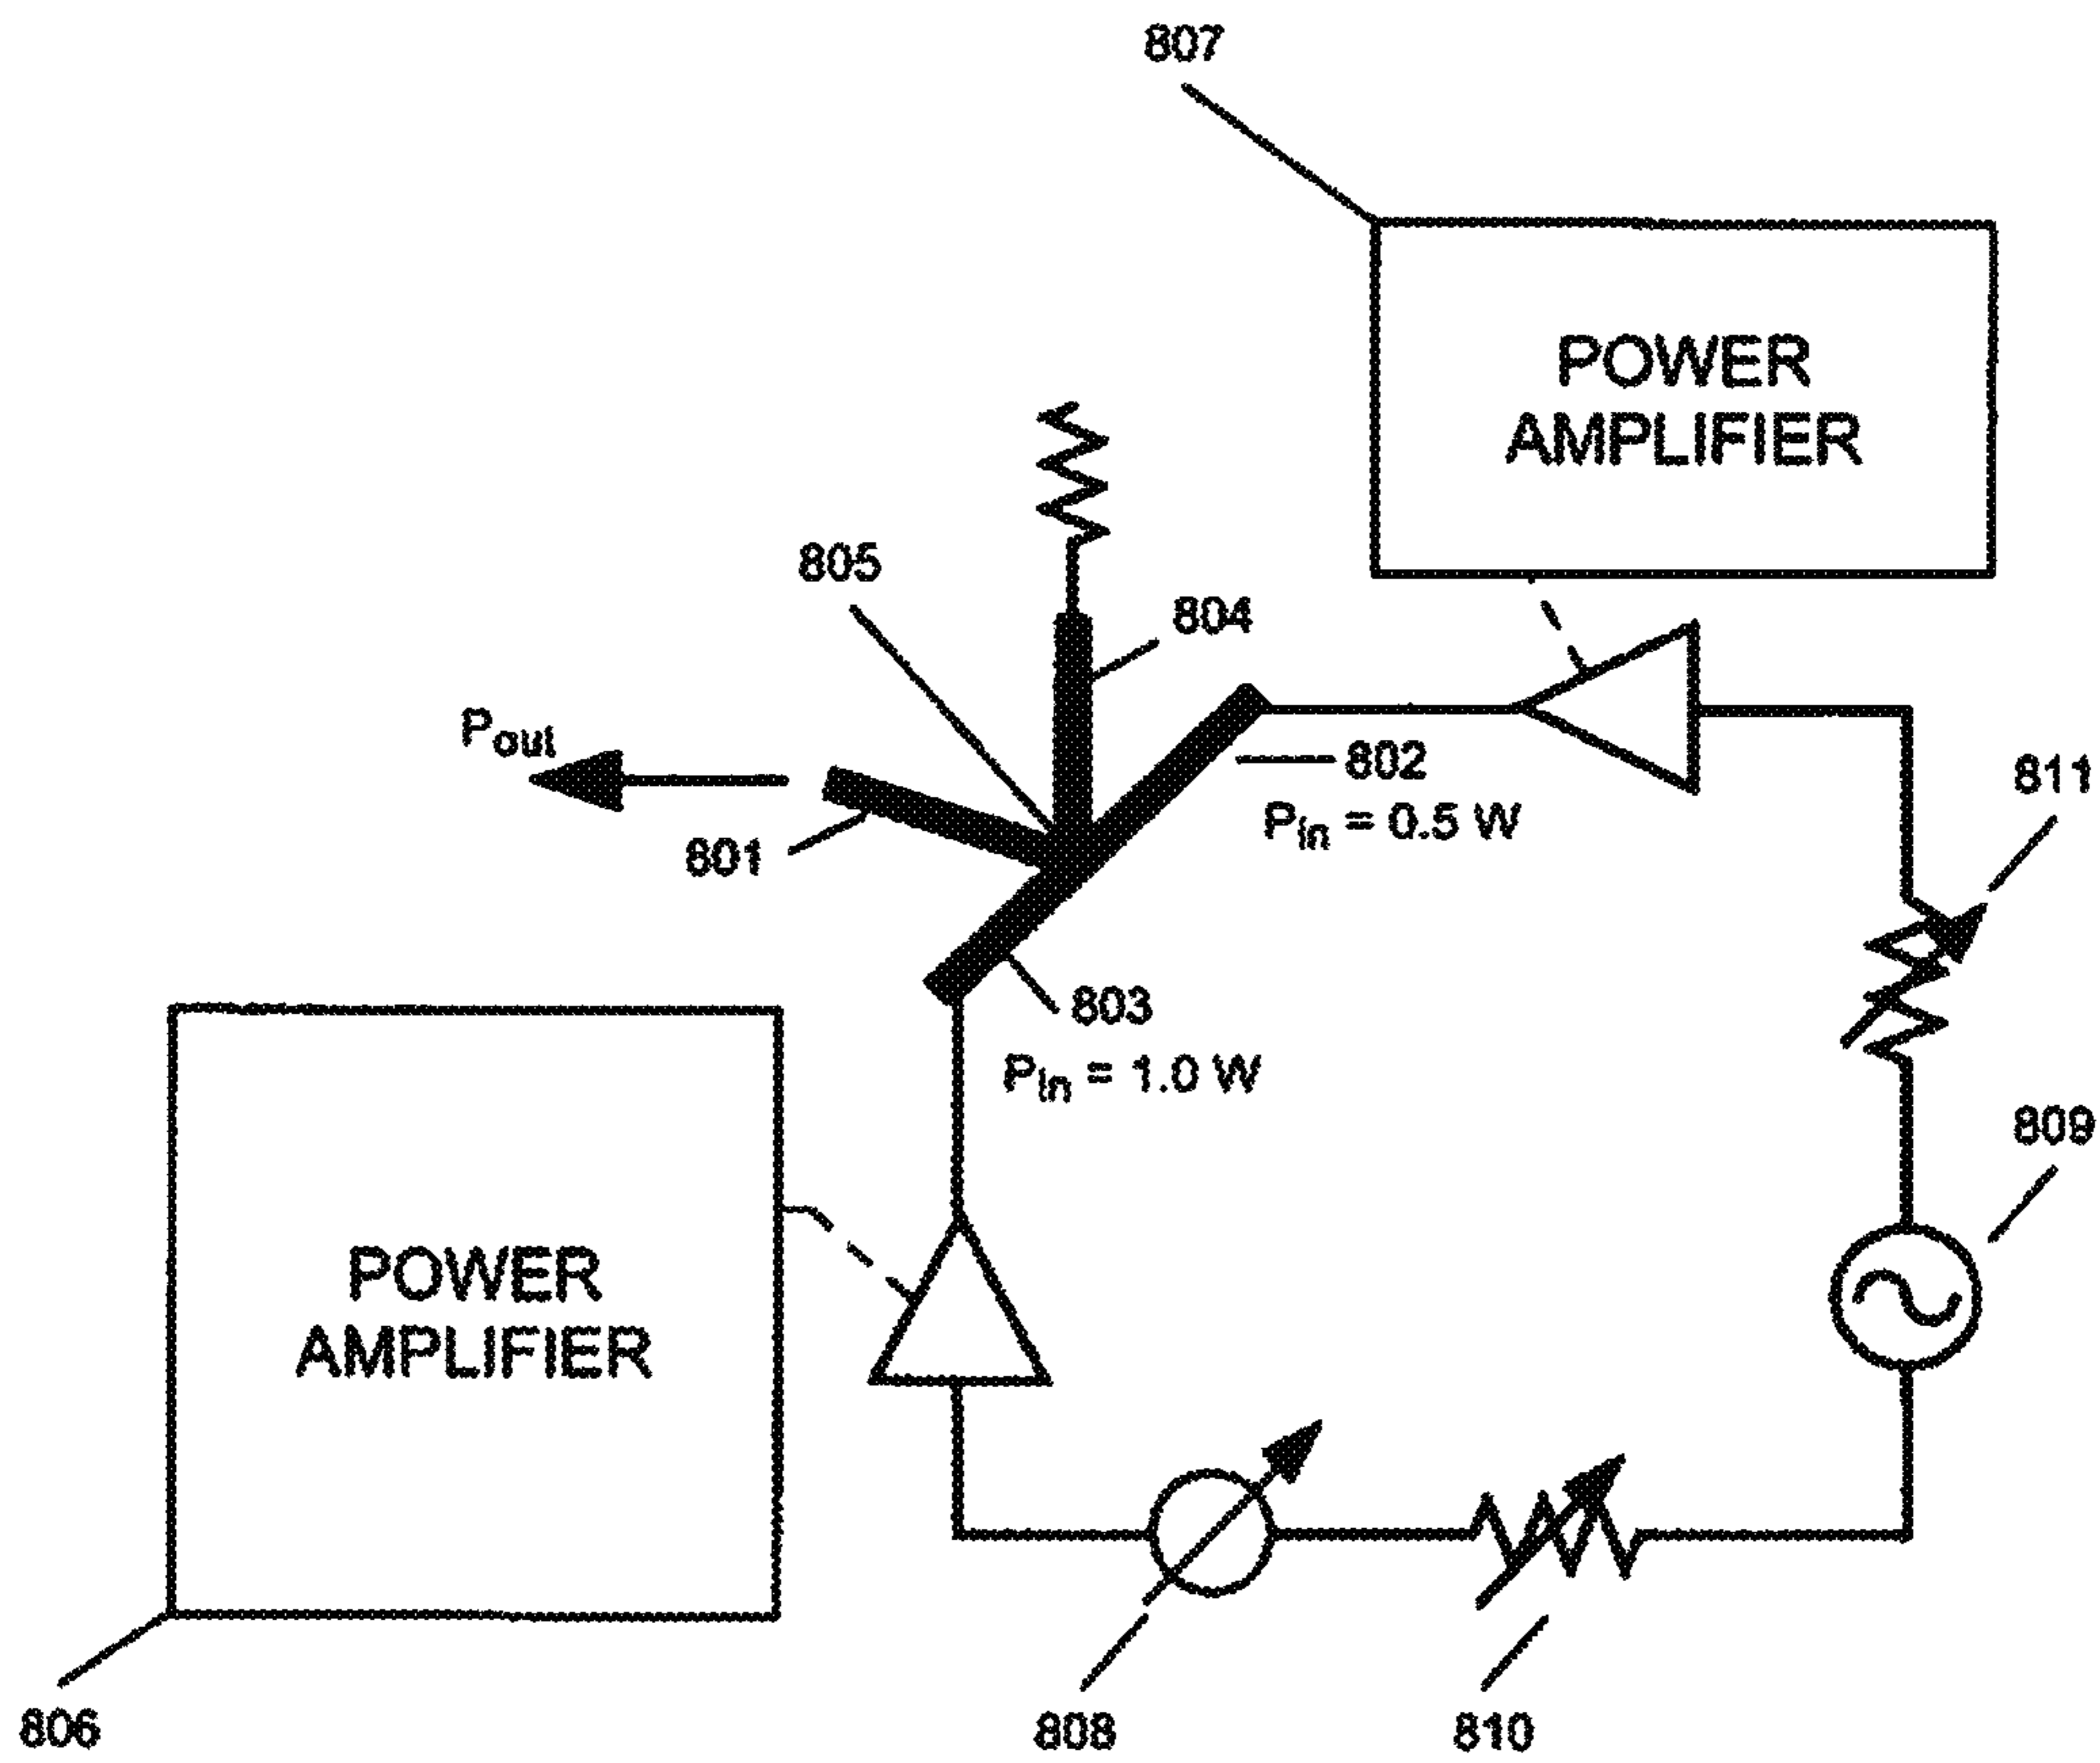 807
POWER
AMPLIFIER
805
804
Pout
802
Pin = 0.5 W
811
801
803
Pin = 1.0 W
809
POWER
AMPLIFIER
806
808
810